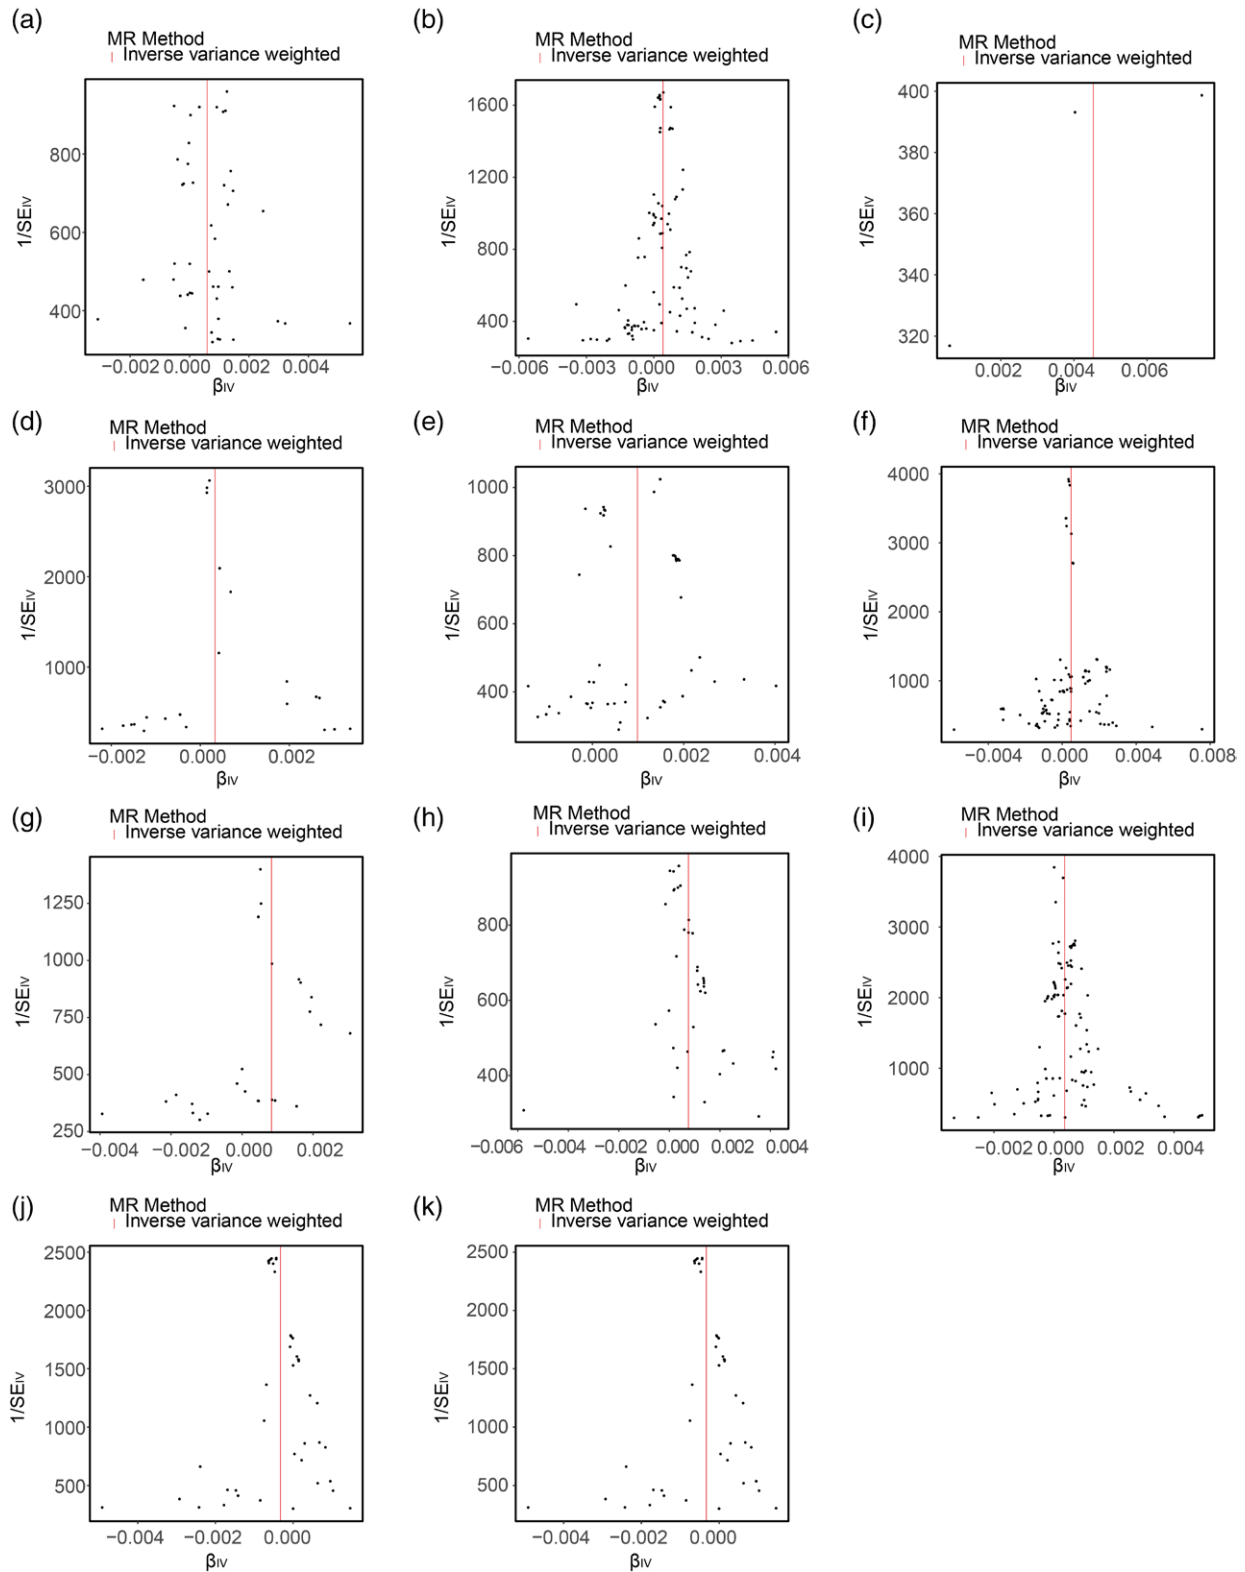 (a)
MR Method
Inverse variance weighted
1/SEIV
800
600
400
−0.002 0.000 0.002 0.004
βIV
(b)
MR Method
Inverse variance weighted
1/SEIV
1600
1200
800
400
−0.006 −0.003 0.000 0.003 0.006
βIV
(c)
MR Method
Inverse variance weighted
1/SEIV
400
380
360
340
320
0.002 0.004 0.006
βIV
(d)
MR Method
Inverse variance weighted
1/SEIV
3000
2000
1000
−0.002 0.000 0.002
βIV
(e)
MR Method
Inverse variance weighted
1/SEIV
1000
800
600
400
0.000 0.002 0.004
βIV
(f)
MR Method
Inverse variance weighted
1/SEIV
4000
3000
2000
1000
−0.004 0.000 0.004 0.008
βIV
(g)
MR Method
Inverse variance weighted
1/SEIV
1250
1000
750
500
250
−0.004 −0.002 0.000 0.002
βIV
(h)
MR Method
Inverse variance weighted
1/SEIV
800
600
400
−0.006 −0.004 −0.002 0.000 0.002 0.004
βIV
(i)
MR Method
Inverse variance weighted
1/SEIV
4000
3000
2000
1000
−0.002 0.000 0.002 0.004
βIV
(j)
MR Method
Inverse variance weighted
1/SEIV
2500
2000
1500
1000
500
−0.004 −0.002 0.000
βIV
(k)
MR Method
Inverse variance weighted
1/SEIV
2500
2000
1500
1000
500
−0.004 −0.002 0.000
βIV